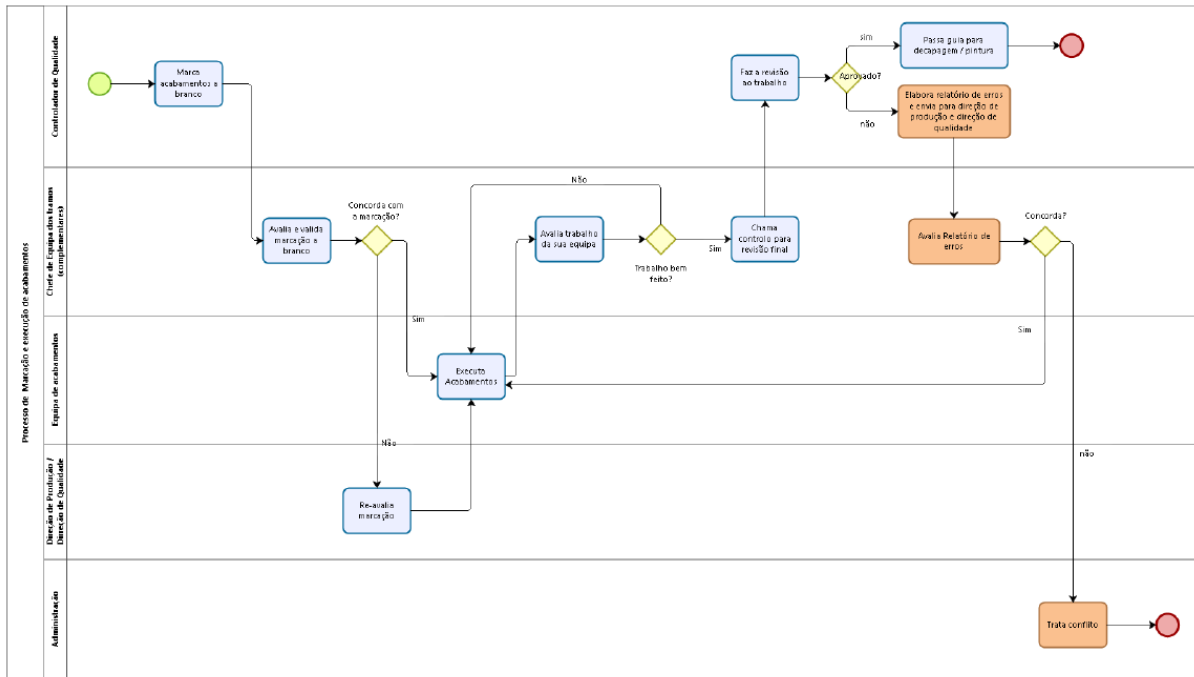 Processo de Marcação e execução de acabamentos
Controlador de Qualidade
Marca
acabamentos a
branco
Faz a revisão
ao trabalho
Aprovado?
sim
não
Passa guia para
decapagem / pintura
Elabora relatório de erros
e envia para direção de
produção e direção de
qualidade
Chefe de Equipa dos tramos
(complementares)
Avalia e valida
marcação a
branco
Concorda com
a marcação?
Não
Avalia trabalho
da sua equipa
Trabalho bem
feito?
Sim
Chama
controlo para
revisão final
Avalia Relatório de
erros
Concorda?
Equipa de acabamentos
Sim
Executa
Acabamentos
Sim
Direção de Produção /
Direção de Qualidade
Não
Re-avalia
marcação
não
Administração
Trata conflito